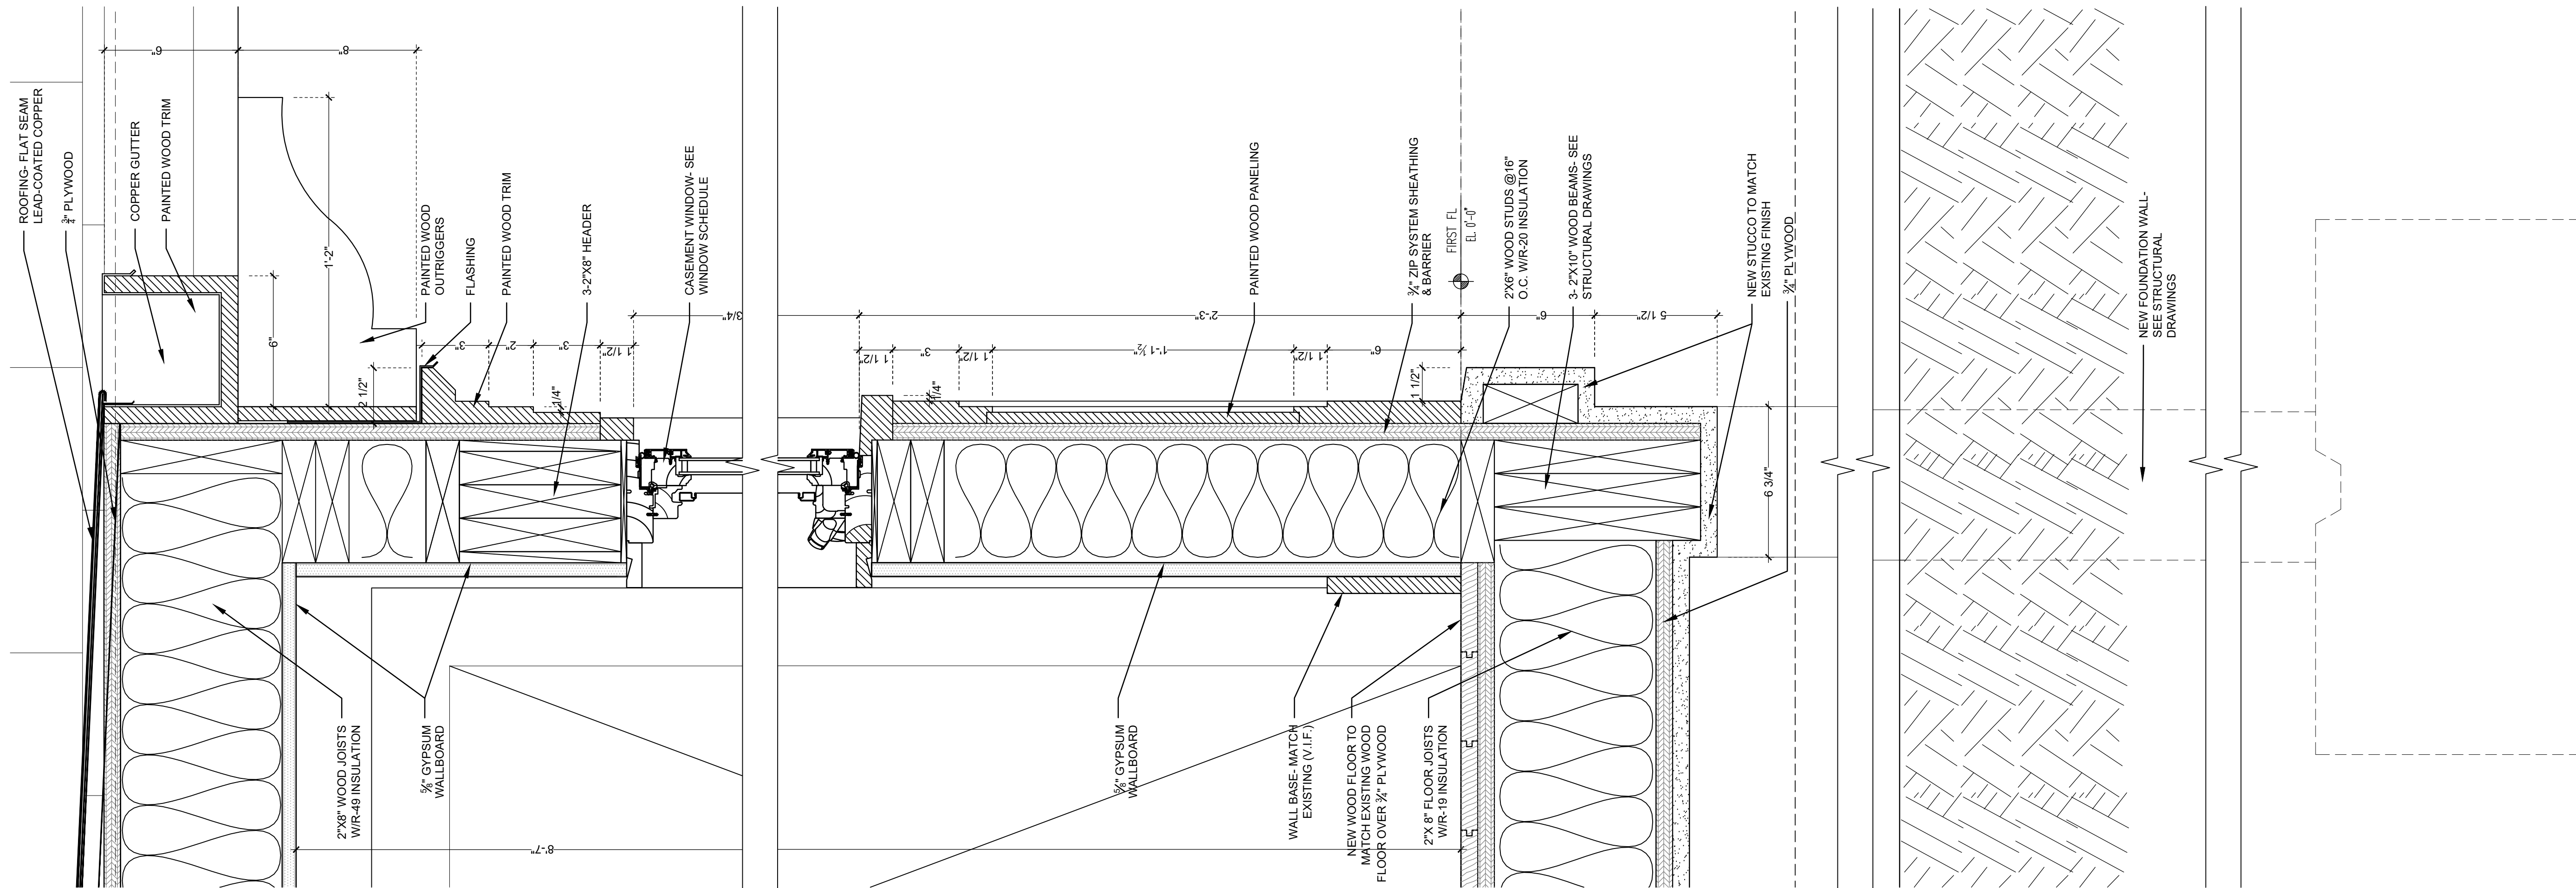 ROOFING- FLAT SEAM
LEAD-COATED COPPER
3/4" PLYWOOD
COPPER GUTTER
PAINTED WOOD TRIM
PAINTED WOOD
OUTRIGGERS
FLASHING
PAINTED WOOD TRIM
3-2"X8" HEADER
CASEMENT WINDOW- SEE
WINDOW SCHEDULE
PAINTED WOOD PANELING
3/4" ZIP SYSTEM SHEATHING
& BARRIER
FIRST FL
EL. 0'-0"
2"X6" WOOD STUDS @16"
O.C. W/R-20 INSULATION
3- 2"X10" WOOD BEAMS- SEE
STRUCTURAL DRAWINGS
NEW STUCCO TO MATCH
EXISTING FINISH
3/4" PLYWOOD
NEW FOUNDATION WALL-
SEE STRUCTURAL
DRAWINGS
6"
8"
1'-2"
6"
2 1/2"
3"
2"
3"
1 1/2"
1/4"
3/4"
2'-3"
6"
5 1/2"
1 1/2"
3"
1 1/2"
1'-1 1/2"
1 1/2"
6"
1/4"
1 1/2"
6 3/4"
2"X8" WOOD JOISTS
W/R-49 INSULATION
5/8" GYPSUM
WALLBOARD
5/8" GYPSUM
WALLBOARD
WALL BASE- MATCH
EXISTING (V.I.F.)
NEW WOOD FLOOR TO
MATCH EXISTING WOOD
FLOOR OVER 3/4" PLYWOOD
2"X 8" FLOOR JOISTS
W/R-19 INSULATION
8'-7"